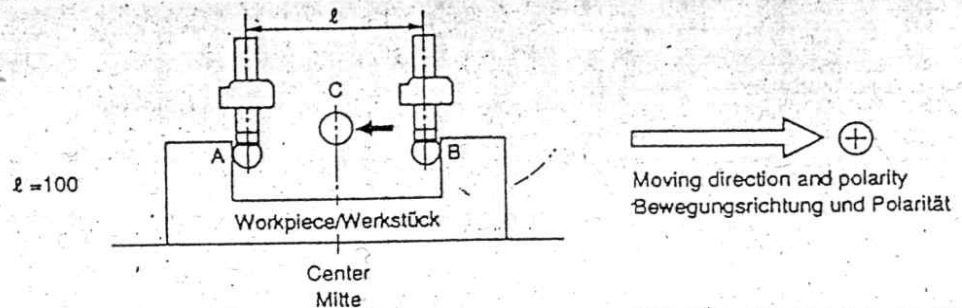 ℓ
C
A
B
ℓ =100
Workpiece/Werkstück
Center
Mitte
+
Moving direction and polarity
Bewegungsrichtung und Polarität